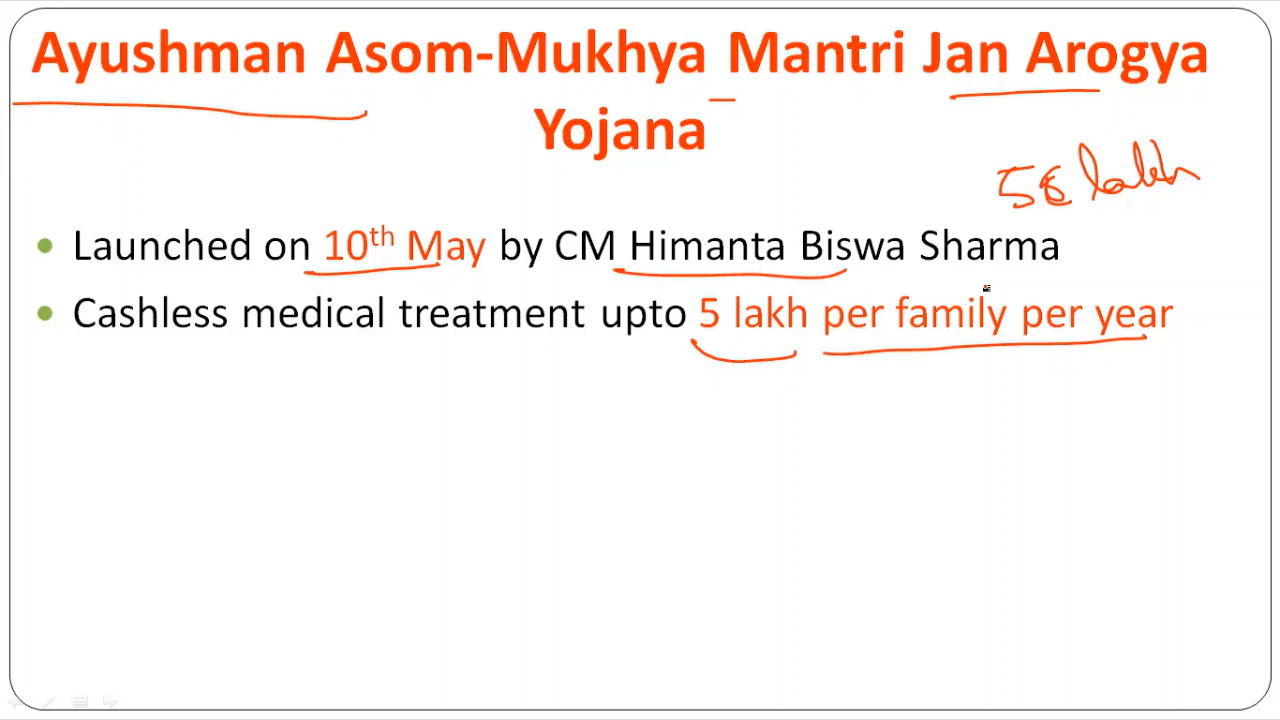 Ayushman Asom-Mukhya Mantri Jan Arogya
Yojana
58 lakh
Launched on 10th May by CM Himanta Biswa Sharma
Cashless medical treatment upto 5 lakh per family per year